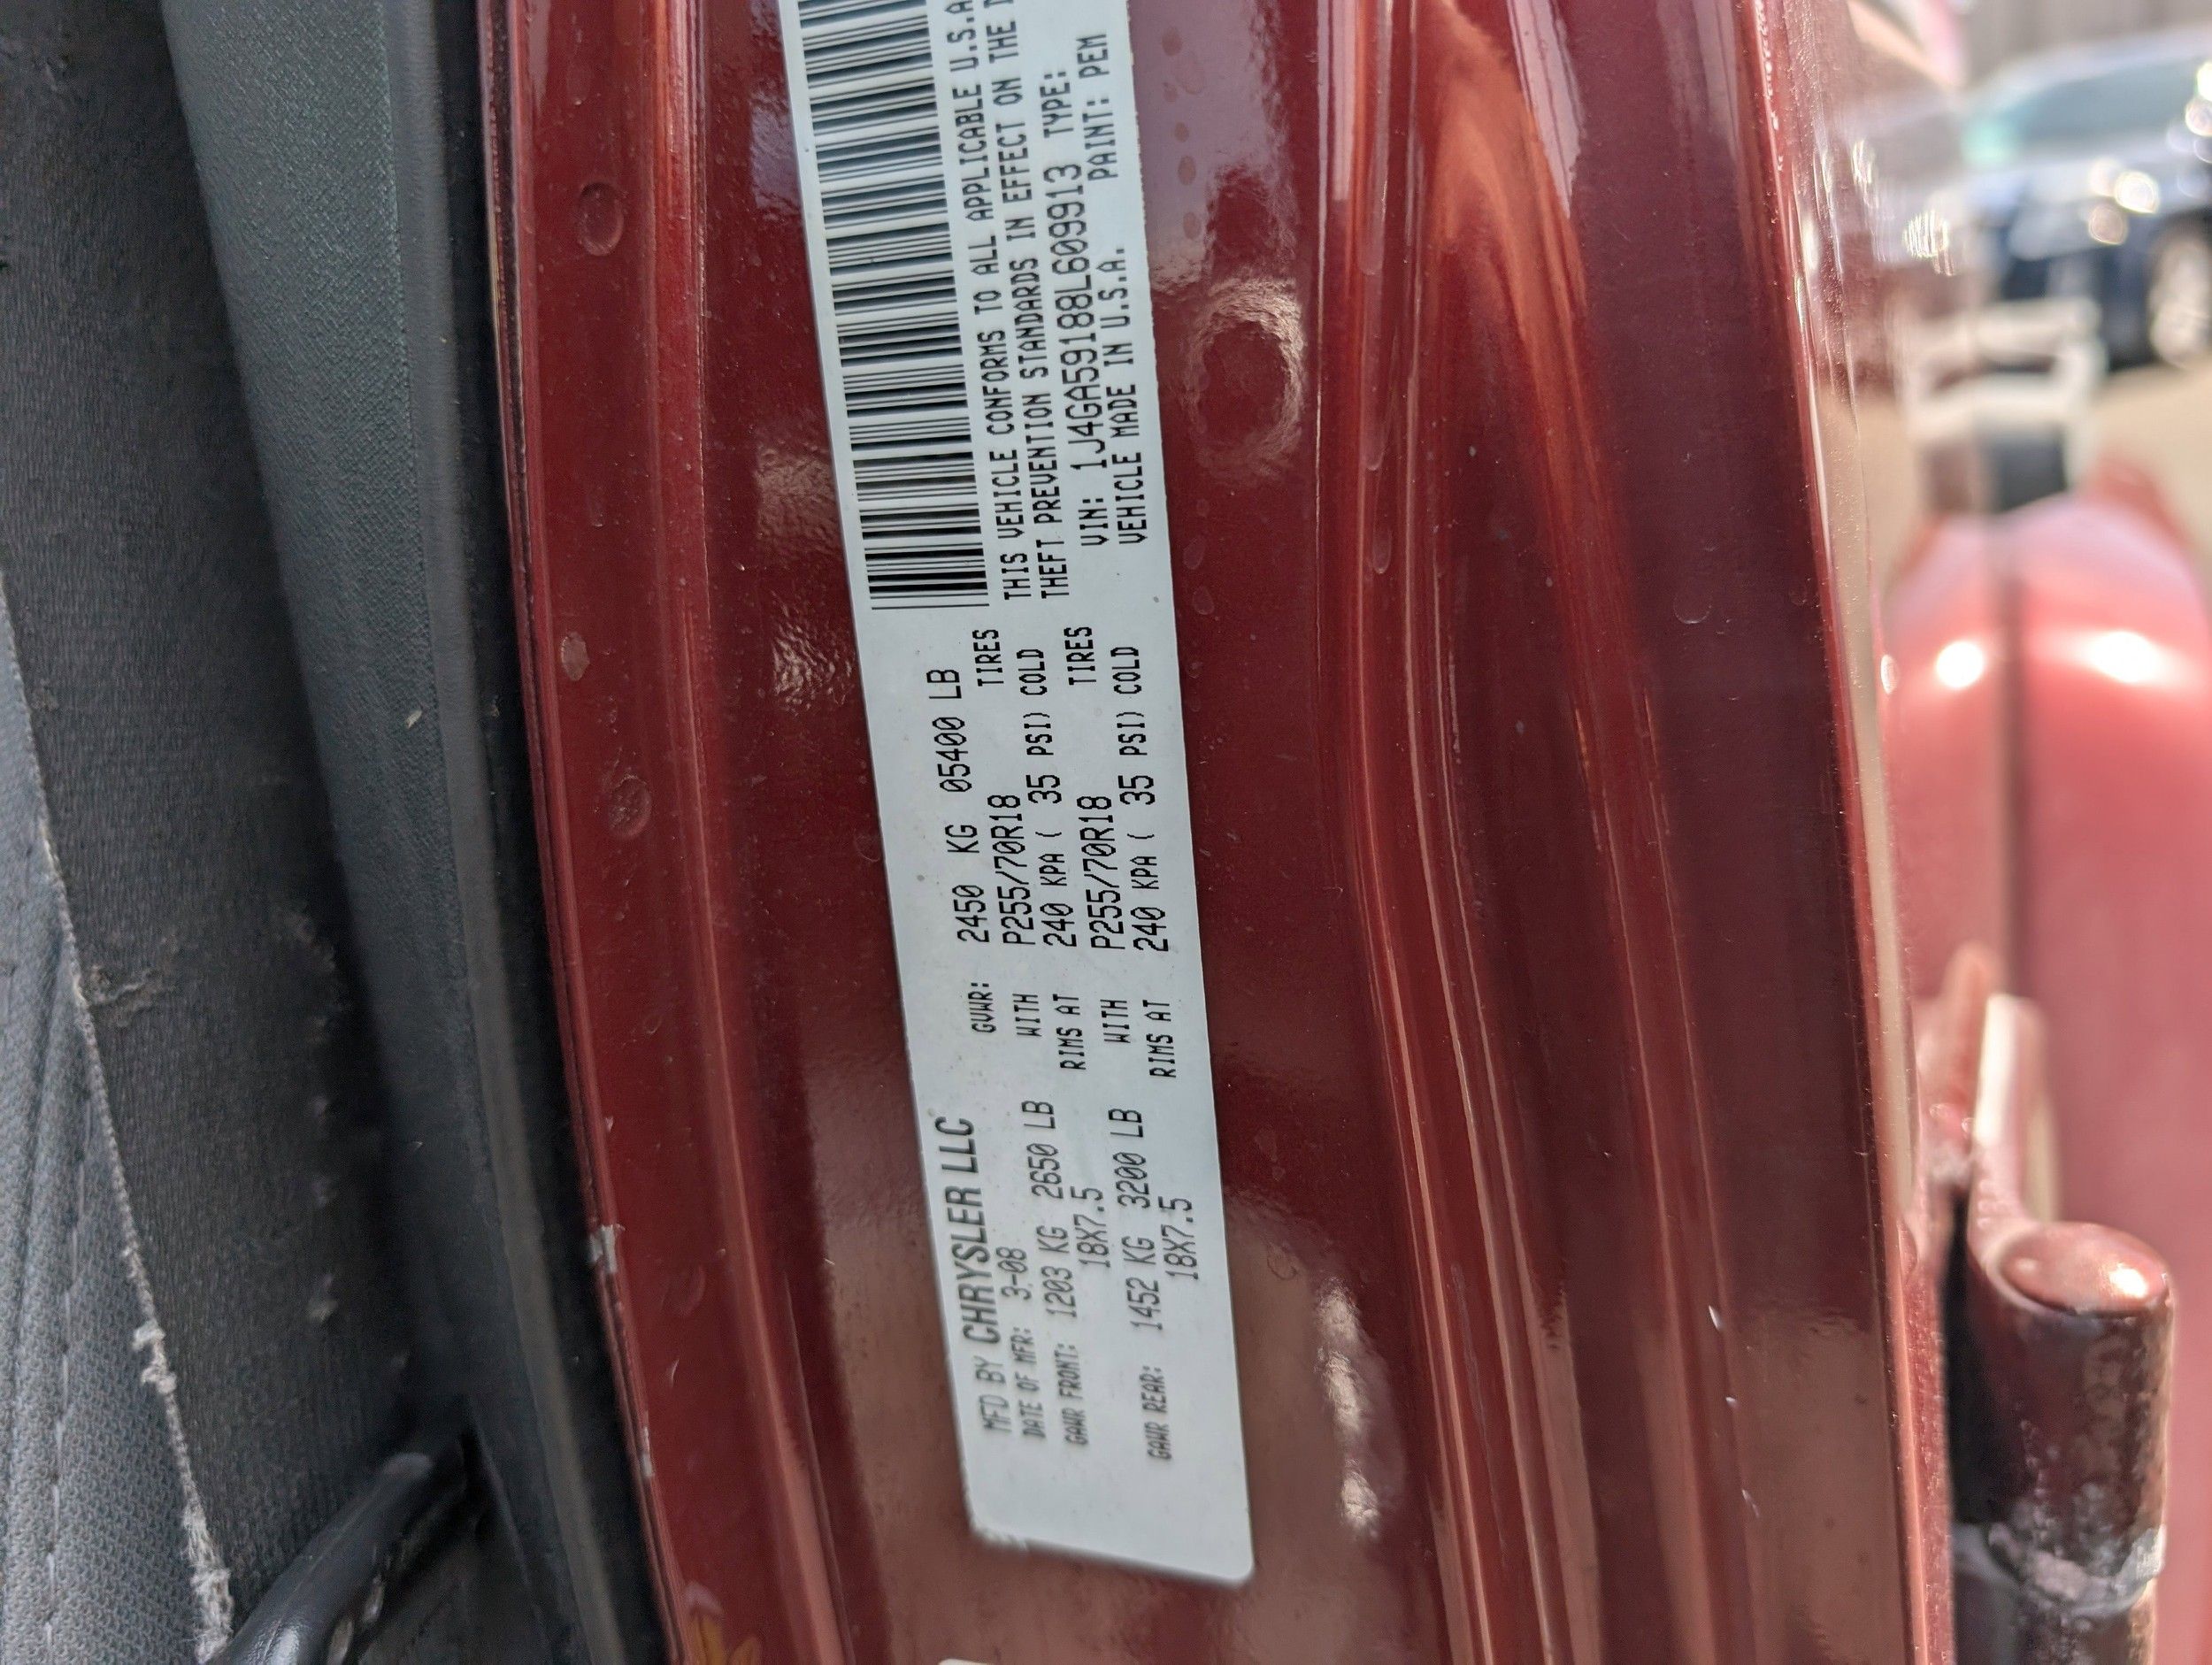 MFD BY CHRYSLER LLC
DATE OF MFR: 3-08
GAWR FRONT: 1203 KG 2650 LB
18X7.5
GAWR REAR: 1452 KG 3200 LB
18X7.5
GVWR: 2450 KG 05400 LB
WITH P255/70R18 TIRES
RIMS AT 240 KPA ( 35 PSI) COLD
WITH P255/70R18 TIRES
RIMS AT 240 KPA ( 35 PSI) COLD
THIS VEHICLE CONFORMS TO ALL APPLICABLE U.S.A
THEFT PREVENTION STANDARDS IN EFFECT ON THE
VIN: 1J4GA59188L609913 TYPE:
VEHICLE MADE IN U.S.A. PAINT: PEM